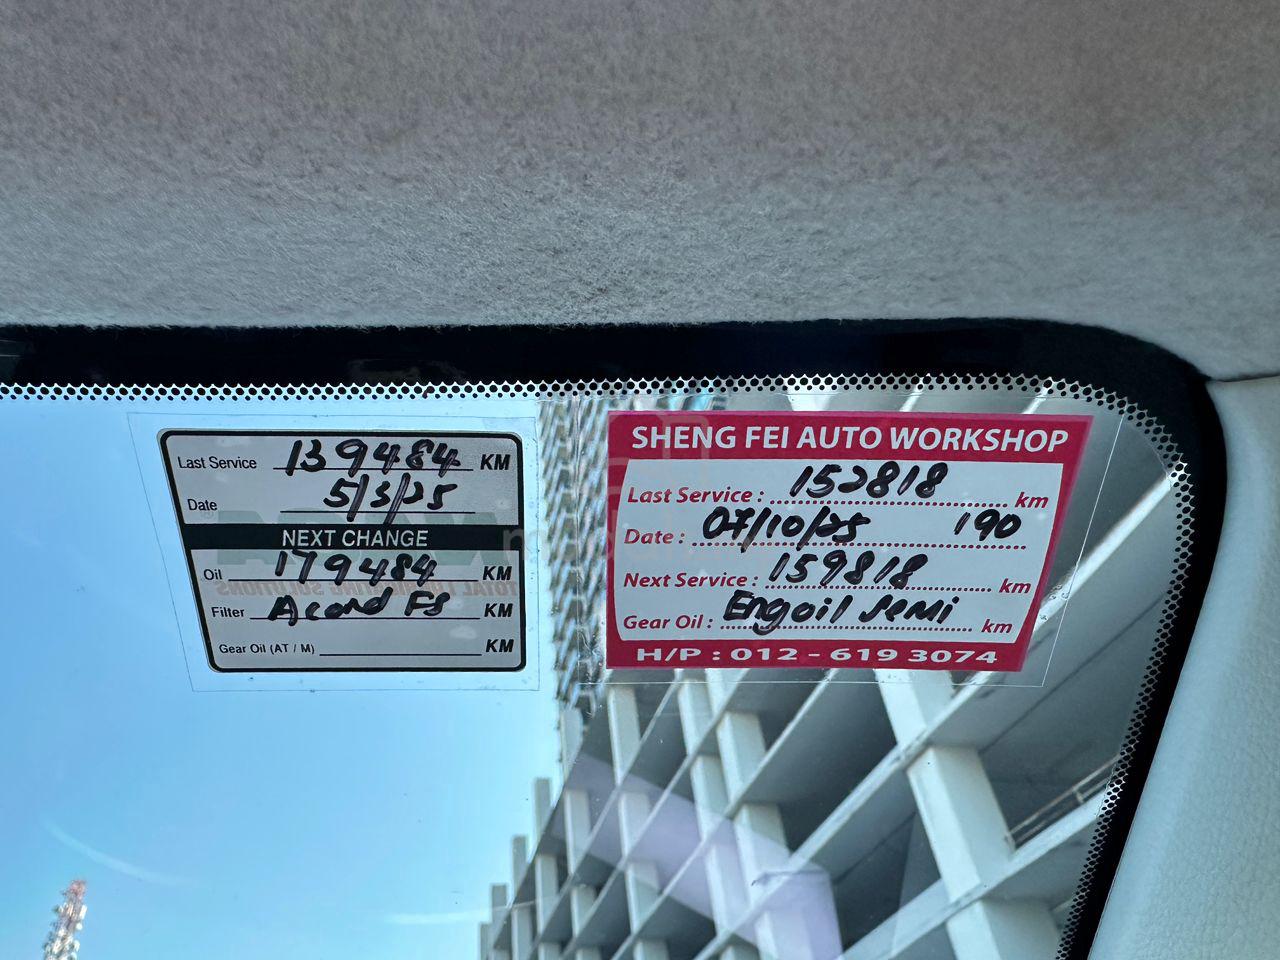 Last Service 139484 KM
Date 5/3/25
NEXT CHANGE
Oil 179484 KM
Filter Acord FS KM
Gear Oil (AT / M) KM
SHENG FEI AUTO WORKSHOP
Last Service : 152818 km
Date : 07/10/25 190
Next Service : 159818 km
Gear Oil : Engoil semi km
H/P : 012 - 619 3074